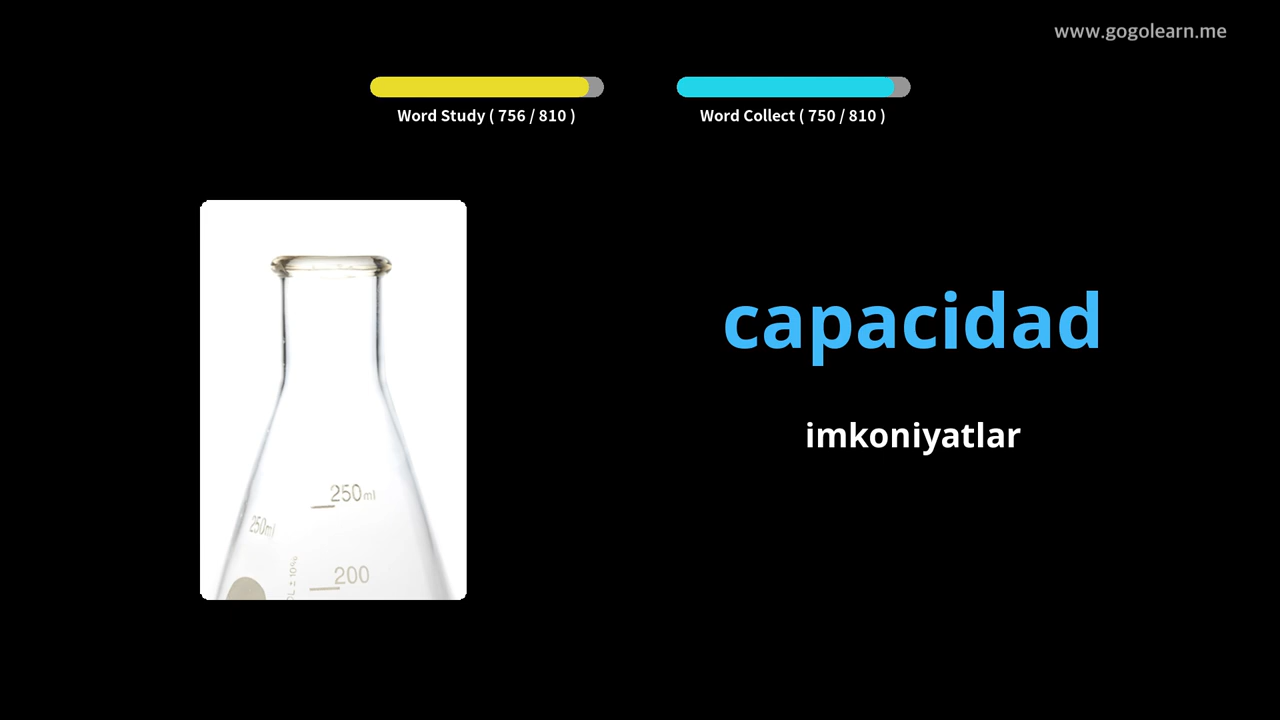 www.gogolearn.me
Word Study ( 756 / 810 )
Word Collect ( 750 / 810 )
capacidad
imkoniyatlar
250ml
250ml
200